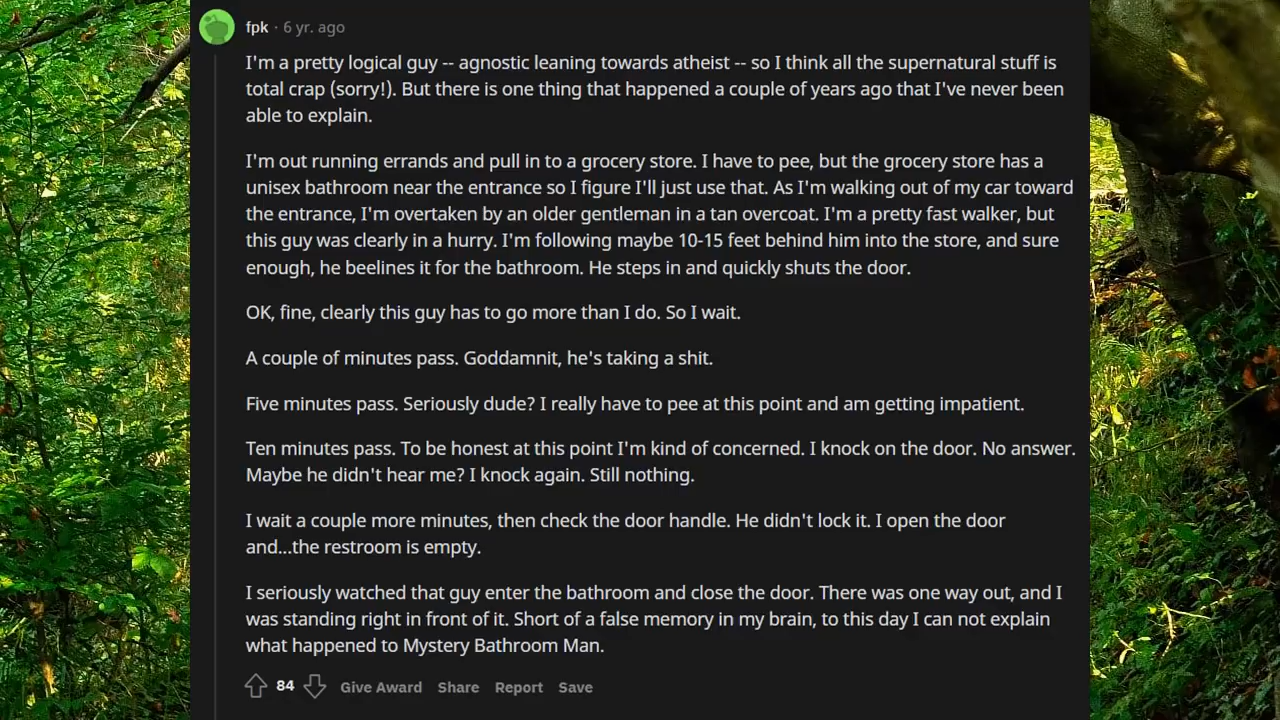 fpk · 6 yr. ago
I'm a pretty logical guy -- agnostic leaning towards atheist -- so I think all the supernatural stuff is
total crap (sorry!). But there is one thing that happened a couple of years ago that I've never been
able to explain.
I'm out running errands and pull in to a grocery store. I have to pee, but the grocery store has a
unisex bathroom near the entrance so I figure I'll just use that. As I'm walking out of my car toward
the entrance, I'm overtaken by an older gentleman in a tan overcoat. I'm a pretty fast walker, but
this guy was clearly in a hurry. I'm following maybe 10-15 feet behind him into the store, and sure
enough, he beelines it for the bathroom. He steps in and quickly shuts the door.
OK, fine, clearly this guy has to go more than I do. So I wait.
A couple of minutes pass. Goddamnit, he's taking a shit.
Five minutes pass. Seriously dude? I really have to pee at this point and am getting impatient.
Ten minutes pass. To be honest at this point I'm kind of concerned. I knock on the door. No answer.
Maybe he didn't hear me? I knock again. Still nothing.
I wait a couple more minutes, then check the door handle. He didn't lock it. I open the door
and...the restroom is empty.
I seriously watched that guy enter the bathroom and close the door. There was one way out, and I
was standing right in front of it. Short of a false memory in my brain, to this day I can not explain
what happened to Mystery Bathroom Man.
84 Give Award Share Report Save